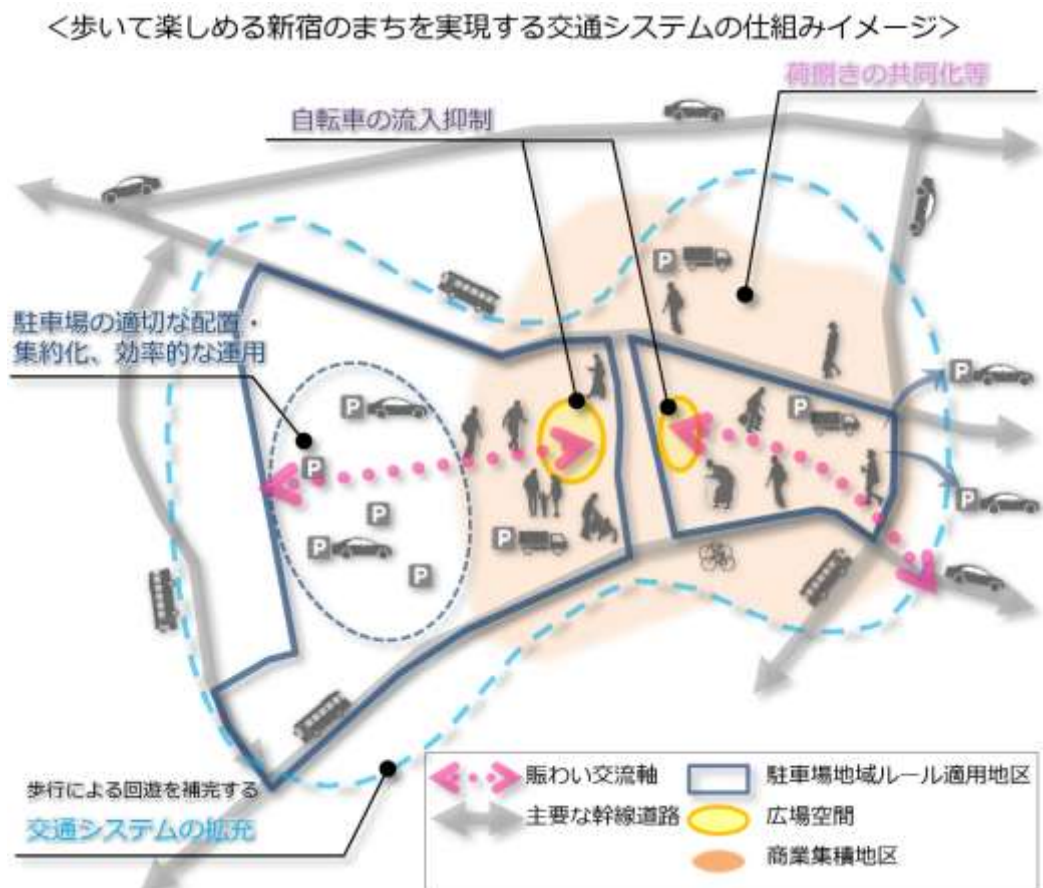 <歩いて楽しめる新宿のまちを実現する交通システムの仕組みイメージ>
荷捌きの共同化等
自転車の流入抑制
P
駐車場の適切な配置・
集約化、効率的な運用
P
P
P
P
P
P
P
P
P
P
歩行による回遊を補完する
交通システムの拡充
賑わい交流軸
駐車場地域ルール適用地区
主要な幹線道路
広場空間
商業集積地区